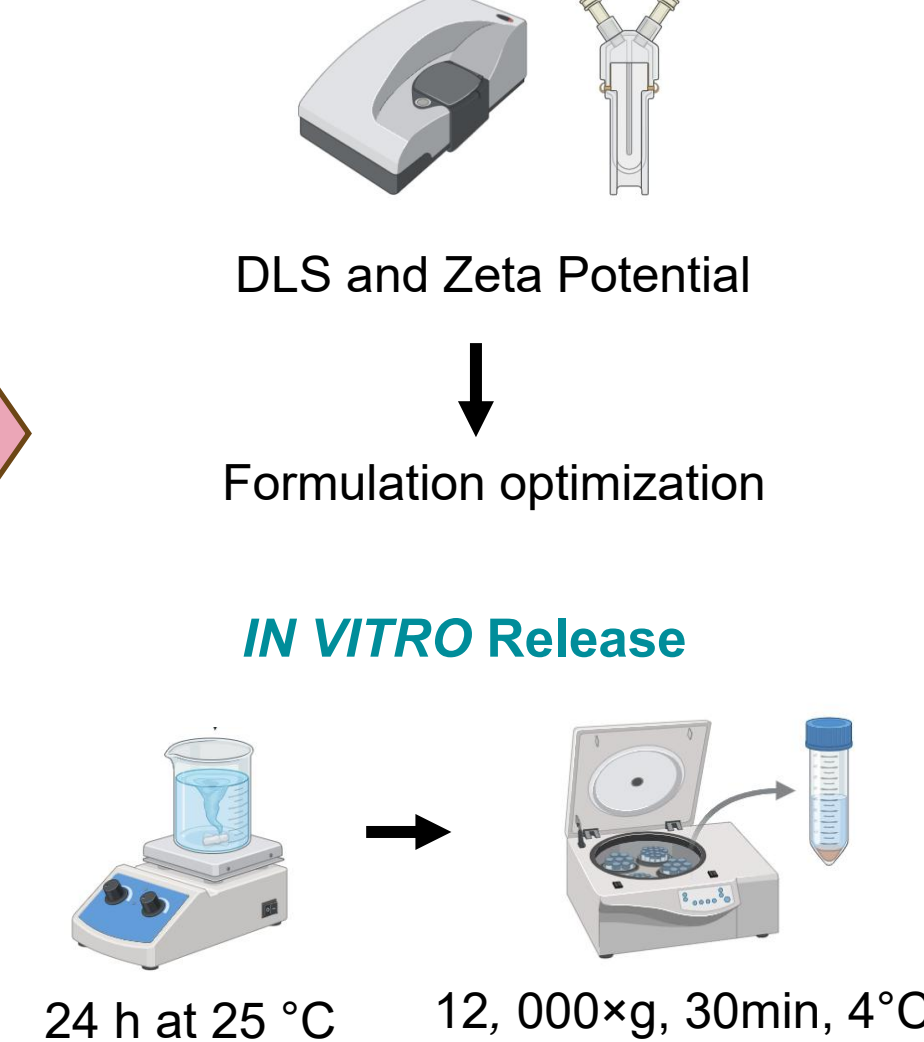 DLS and Zeta Potential
Formulation optimization
IN VITRO Release
24 h at 25 °C
12, 000×g, 30min, 4°C